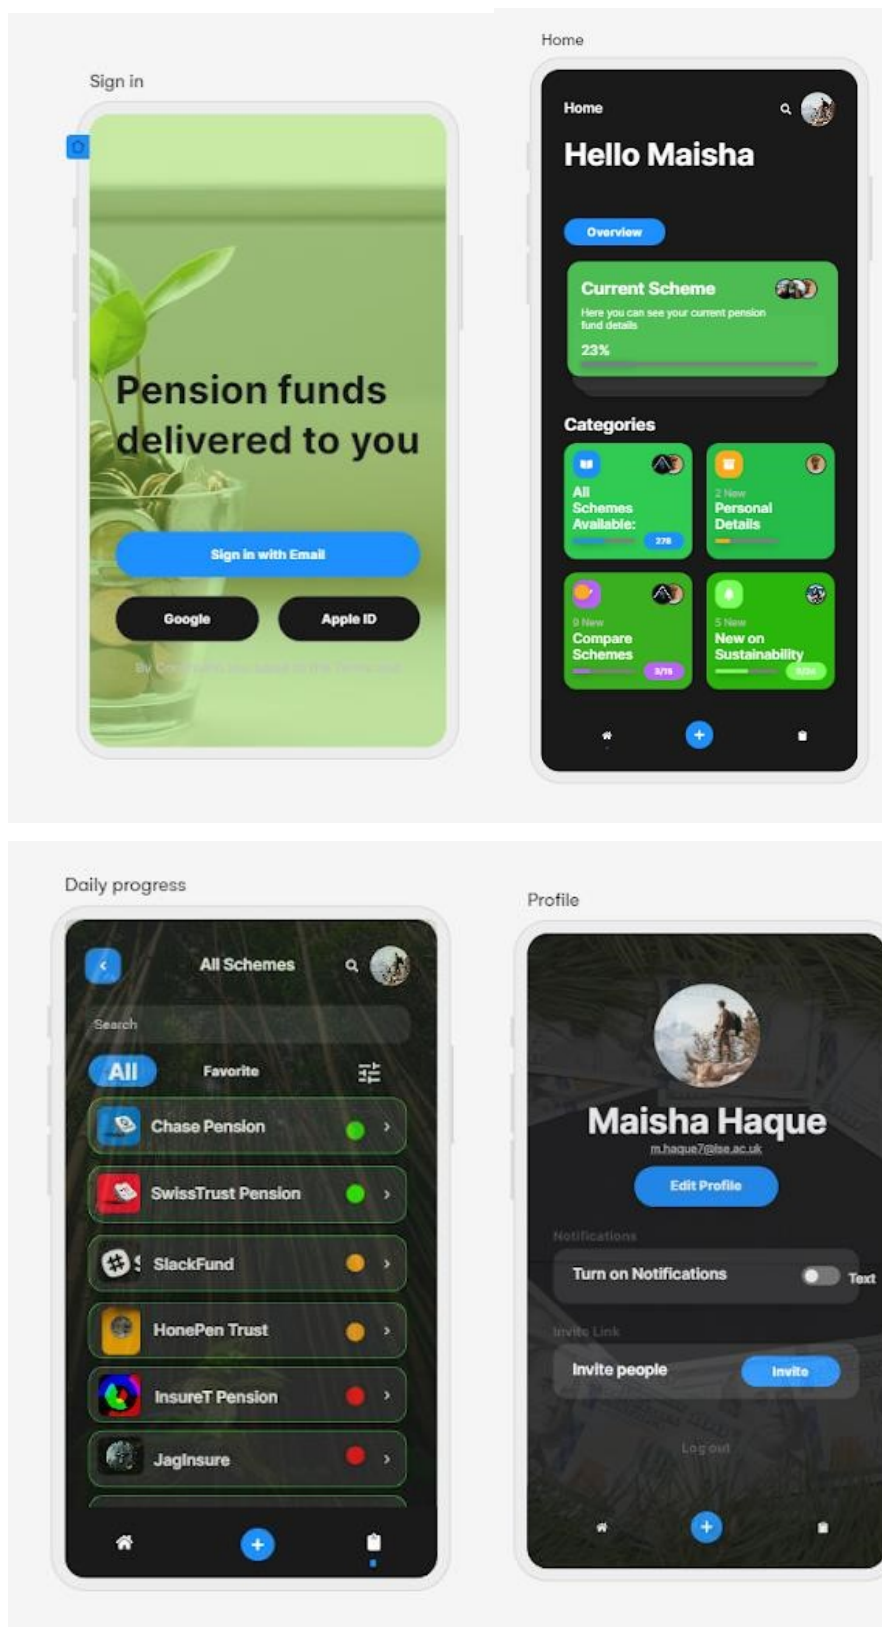 Sign in
Pension funds
delivered to you
Sign in with Email
Google
Apple ID
Home
Home
Hello Maisha
Overview
Current Scheme
Here you can see your current pension
fund details
23%
Categories
All
Schemes
Available:
278
2 New
Personal
Details
9 New
Compare
Schemes
3/15
5 New
New on
Sustainability
Daily progress
All Schemes
Search
All
Favorite
Chase Pension
SwissTrust Pension
SlackFund
HonePen Trust
InsureT Pension
JagInsure
Profile
Maisha Haque
m.haque7@lse.ac.uk
Edit Profile
Notifications
Turn on Notifications
Text
Invite Link
Invite people
Invite
Log out